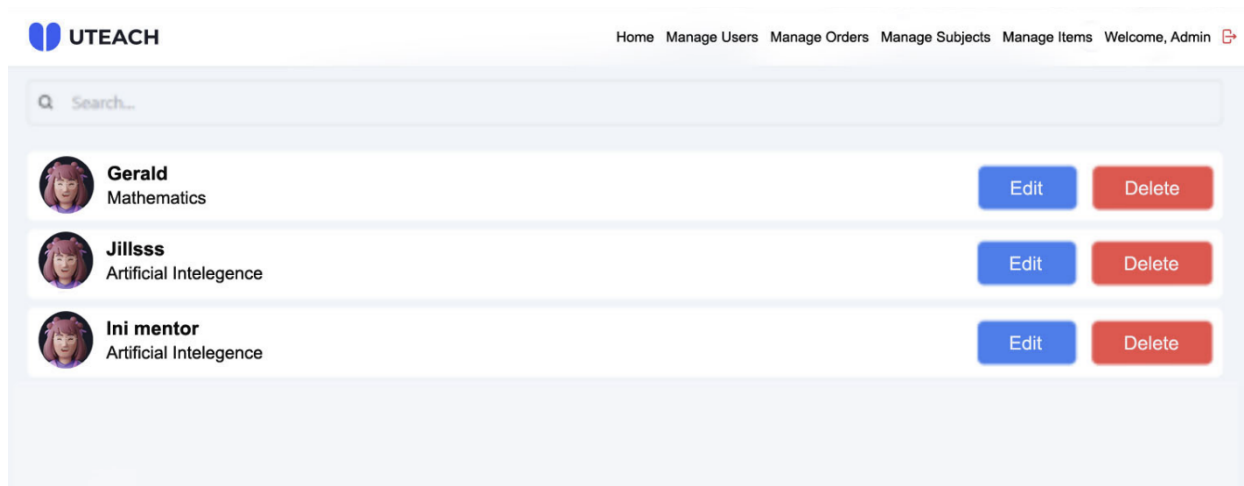 UTEACH
Home Manage Users Manage Orders Manage Subjects Manage Items Welcome, Admin
Search...
Gerald
Mathematics
Edit Delete
Jillsss
Artificial Intelegence
Edit Delete
Ini mentor
Artificial Intelegence
Edit Delete